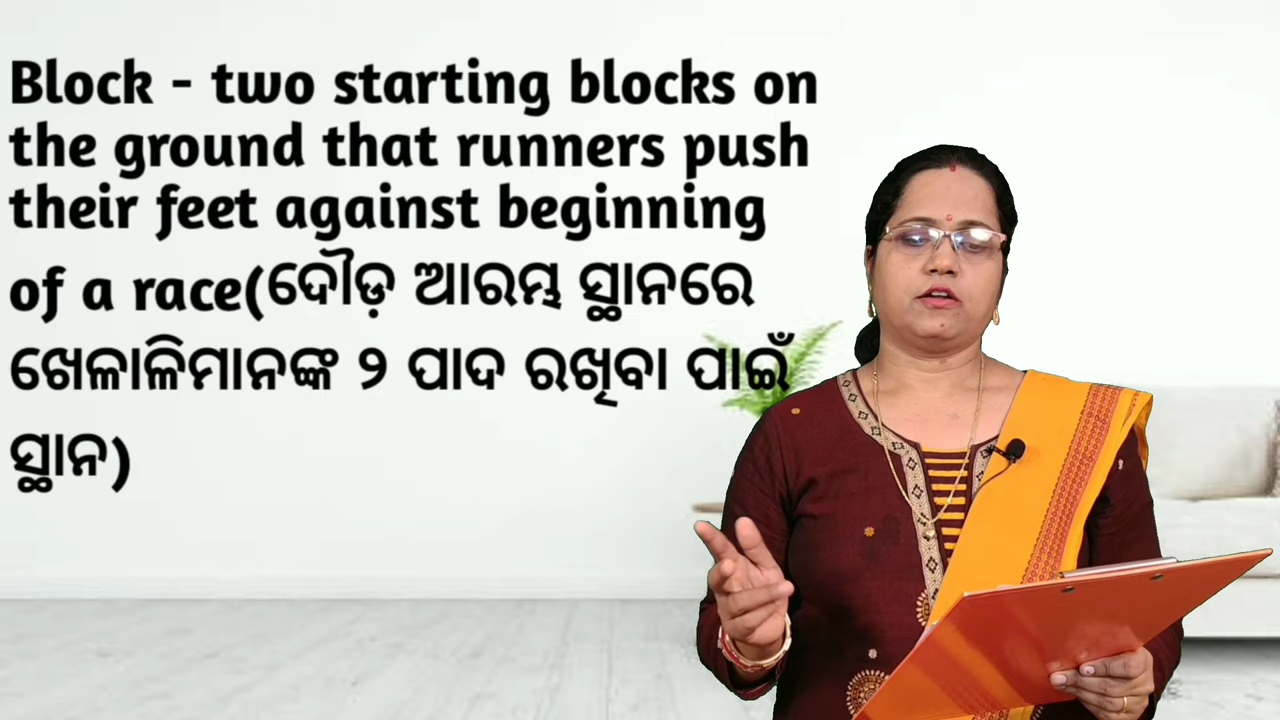 Block - two starting blocks on
the ground that runners push
their feet against beginning
of a race(ଦୌଡ଼ ଆରମ୍ଭ ସ୍ଥାନରେ
ଖେଳାଳିମାନଙ୍କ ୨ ପାଦ ରଖିବା ପାଇଁ
ସ୍ଥାନ)